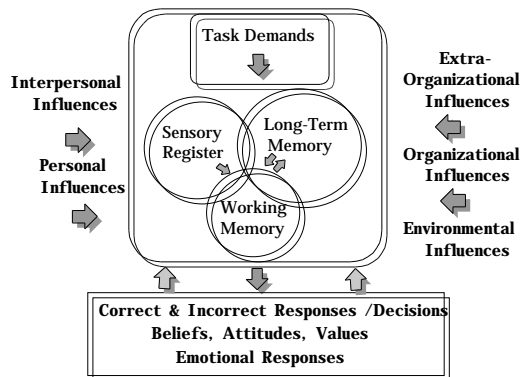 Task Demands
Interpersonal
Influences
Personal
Influences
Sensory
Register
Long-Term
Memory
Working
Memory
Extra-
Organizational
Influences
Organizational
Influences
Environmental
Influences
Correct & Incorrect Responses /Decisions
Beliefs, Attitudes, Values
Emotional Responses